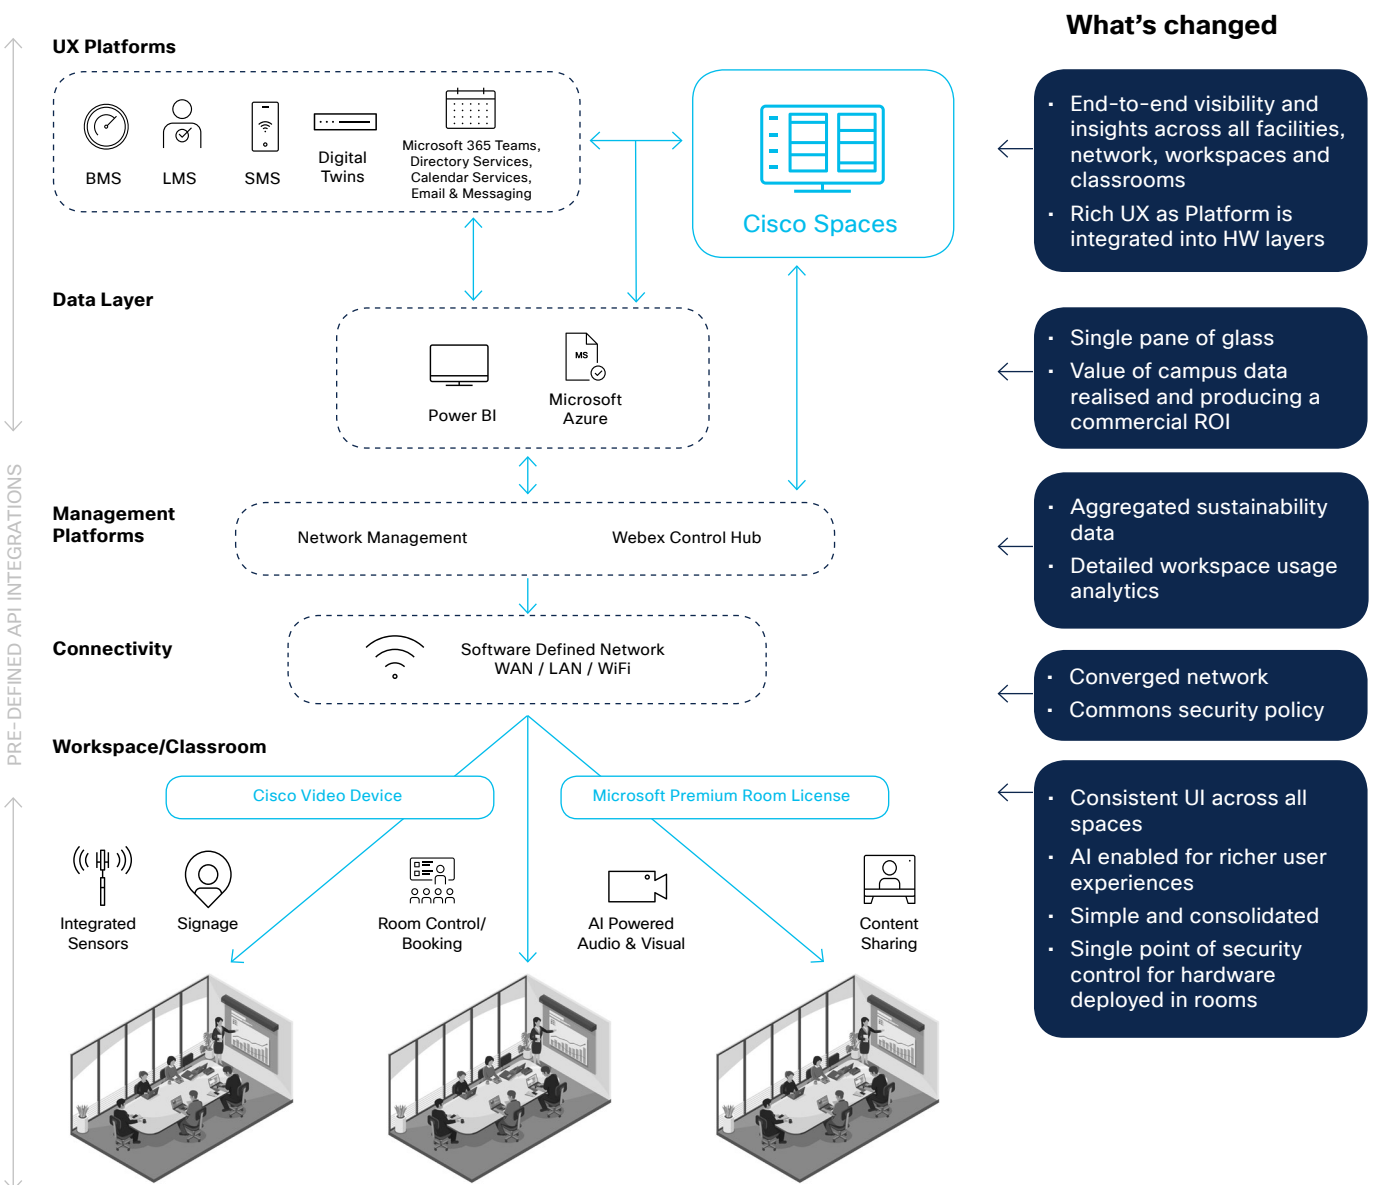 What's changed
UX Platforms
BMS
LMS
SMS
Digital
Twins
Microsoft 365 Teams,
Directory Services,
Calendar Services,
Email & Messaging
Cisco Spaces
· End-to-end visibility and
insights across all facilities,
network, workspaces and
classrooms
· Rich UX as Platform is
integrated into HW layers
Data Layer
Power BI
MS
Microsoft
Azure
· Single pane of glass
· Value of campus data
realised and producing a
commercial ROI
PRE-DEFINED API INTEGRATIONS
Management
Platforms
Network Management
Webex Control Hub
· Aggregated sustainability
data
· Detailed workspace usage
analytics
Connectivity
Software Defined Network
WAN / LAN / WiFi
· Converged network
· Commons security policy
Workspace/Classroom
Cisco Video Device
Microsoft Premium Room License
Integrated
Sensors
Signage
Room Control/
Booking
AI Powered
Audio & Visual
Content
Sharing
· Consistent UI across all
spaces
· AI enabled for richer user
experiences
· Simple and consolidated
· Single point of security
control for hardware
deployed in rooms